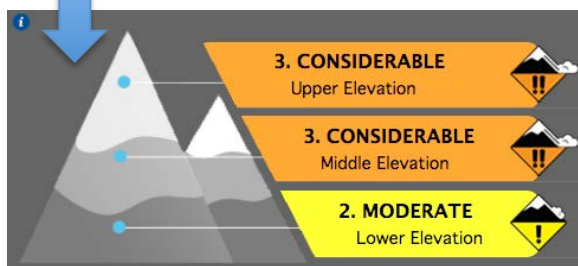 i
3. CONSIDERABLE
Upper Elevation
!!
3. CONSIDERABLE
Middle Elevation
!!
2. MODERATE
Lower Elevation
!